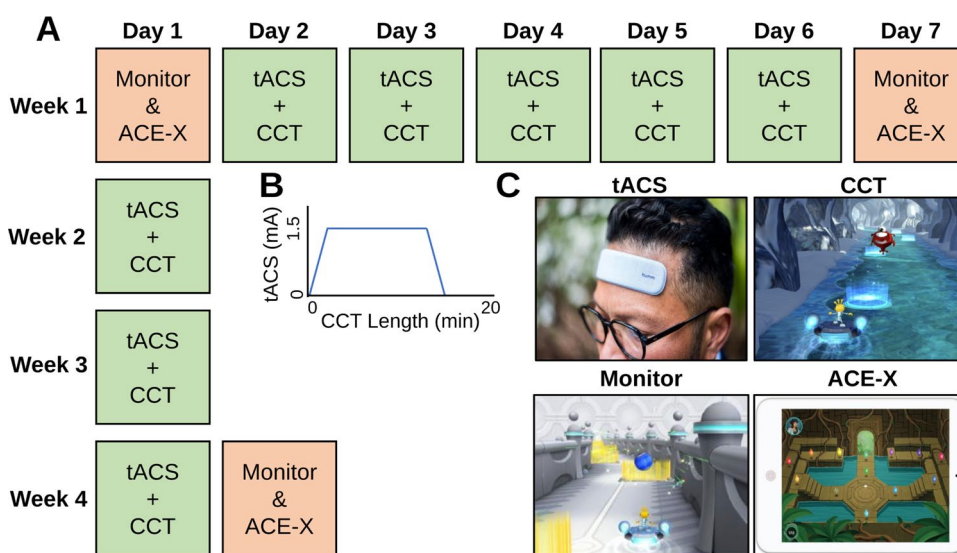 A
Day 1 Day 2 Day 3 Day 4 Day 5 Day 6 Day 7
Week 1
Monitor
&
ACE-X
tACS
+
CCT
tACS
+
CCT
tACS
+
CCT
tACS
+
CCT
tACS
+
CCT
Monitor
&
ACE-X
Week 2
tACS
+
CCT
B
tACS (mA)
1.5
0
0
20
CCT Length (min)
C
tACS
CCT
Monitor
ACE-X
Week 3
tACS
+
CCT
Week 4
tACS
+
CCT
Monitor
&
ACE-X